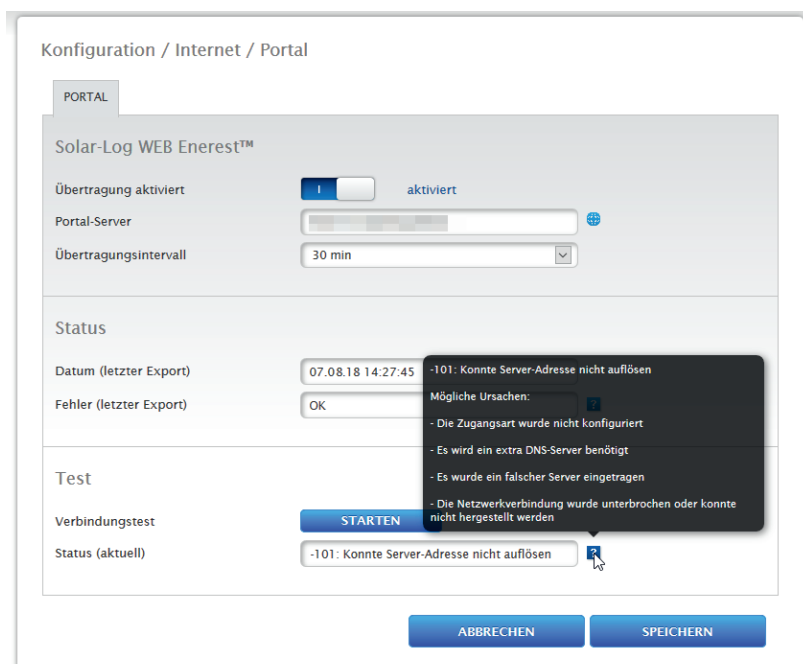 Konfiguration / Internet / Portal
PORTAL
Solar-Log WEB Enerest™
Übertragung aktiviert
I
aktiviert
Portal-Server
Übertragungsintervall
30 min
Status
Datum (letzter Export)
07.08.18 14:27:45
Fehler (letzter Export)
OK
?
-101: Konnte Server-Adresse nicht auflösen
Mögliche Ursachen:
- Die Zugangsart wurde nicht konfiguriert
- Es wird ein extra DNS-Server benötigt
- Es wurde ein falscher Server eingetragen
- Die Netzwerkverbindung wurde unterbrochen oder konnte
nicht hergestellt werden
Test
Verbindungstest
STARTEN
Status (aktuell)
-101: Konnte Server-Adresse nicht auflösen
?
ABBRECHEN
SPEICHERN